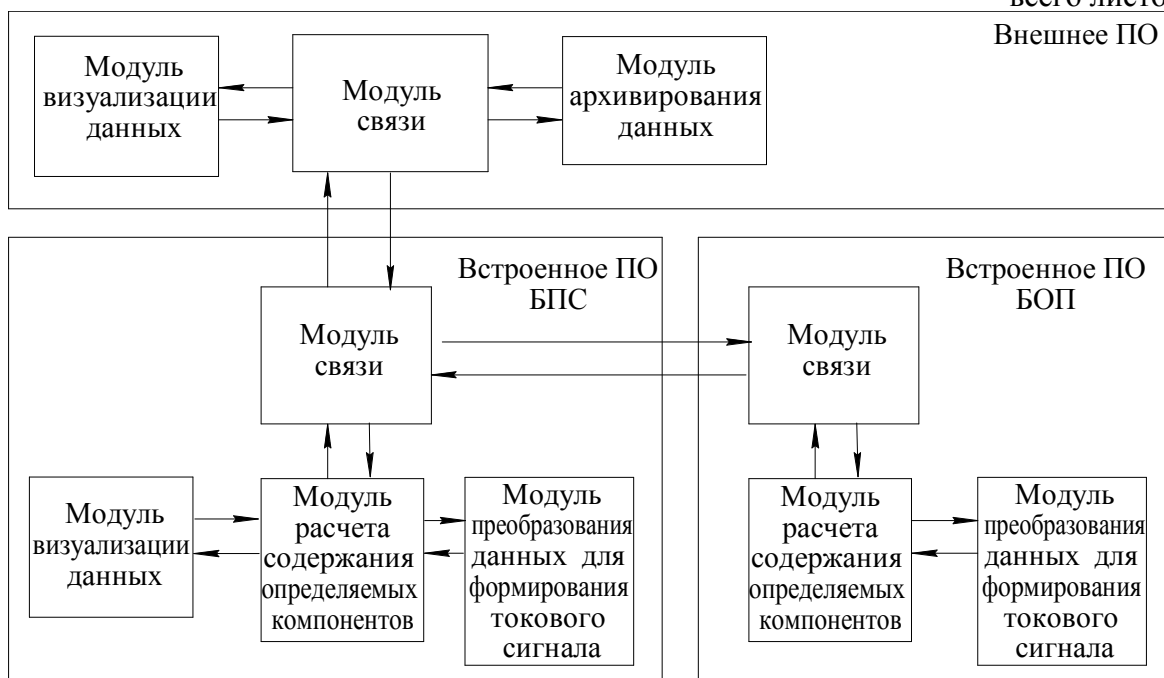 всего листо
Внешнее ПО
Модуль
визуализации
данных
Модуль
связи
Модуль
архивирования
данных
Встроенное ПО
БПС
Модуль
связи
Модуль
визуализации
данных
Модуль
расчета
содержания
определяемых
компонентов
Модуль
преобразования
данных для
формирования
токового
сигнала
Встроенное ПО
БОП
Модуль
связи
Модуль
расчета
содержания
определяемых
компонентов
Модуль
преобразования
данных для
формирования
токового
сигнала